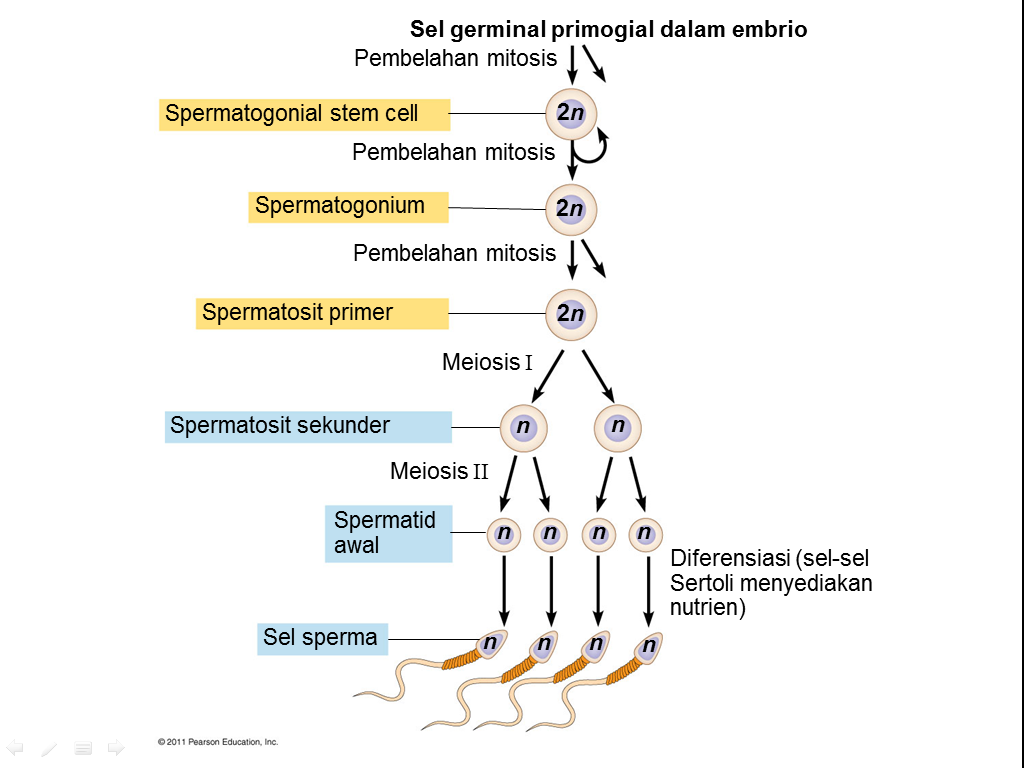 Sel germinal primogial dalam embrio
Pembelahan mitosis
Spermatogonial stem cell
2n
Pembelahan mitosis
Spermatogonium
2n
Pembelahan mitosis
Spermatosit primer
2n
Meiosis I
Spermatosit sekunder
n
n
Meiosis II
Spermatid
awal
n
n
n
n
Diferensiasi (sel-sel
Sertoli menyediakan
nutrien)
Sel sperma
n
n
n
n
© 2011 Pearson Education, Inc.